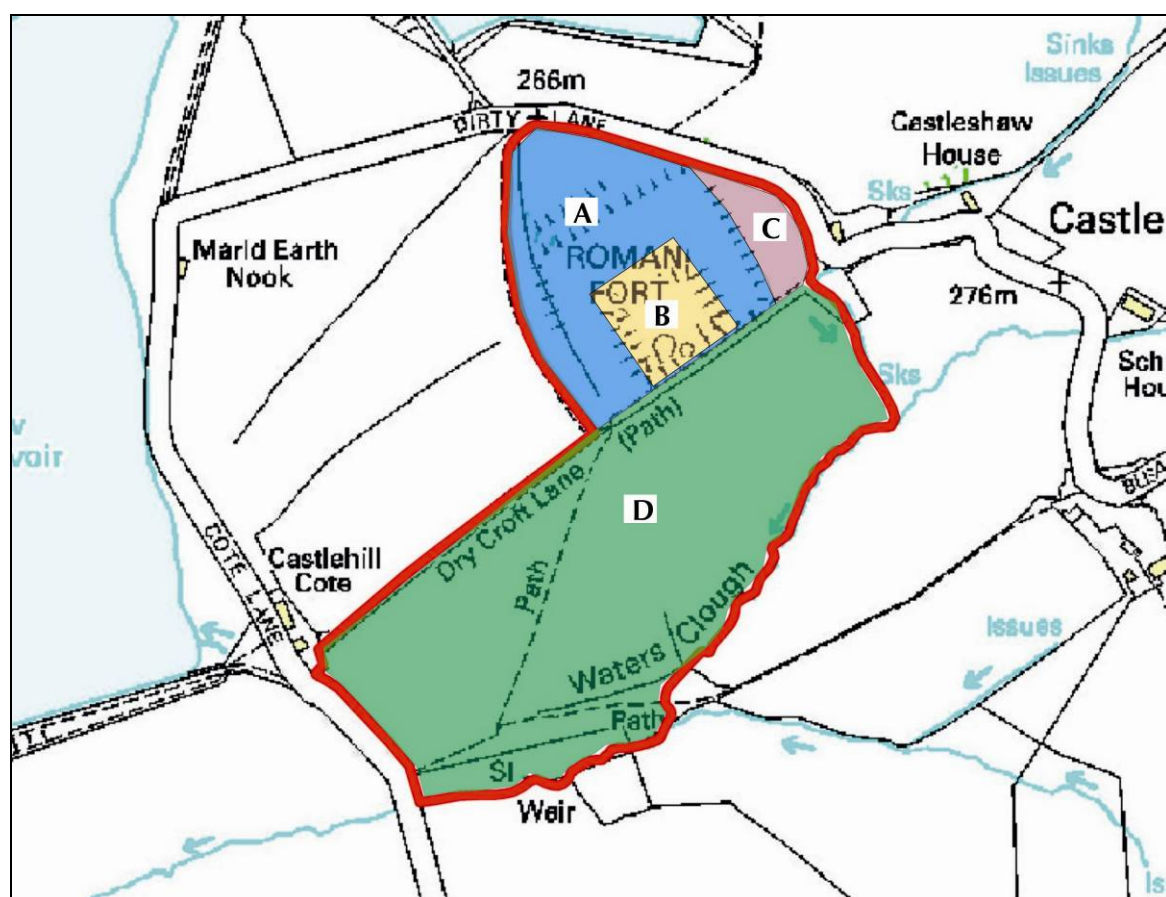 Sinks
Issues
266m
DIRTY LANE
Castleshaw
House
Sks
Castle
A
C
Marld Earth
Nook
ROMAN
FORT
276m
B
Sch
Hou
Sks
voir
(Path)
D
Dry Croft Lane
COTE LANE
Castlehill
Cote
Path
Issues
Waters Clough
Path
SI
Weir
Is